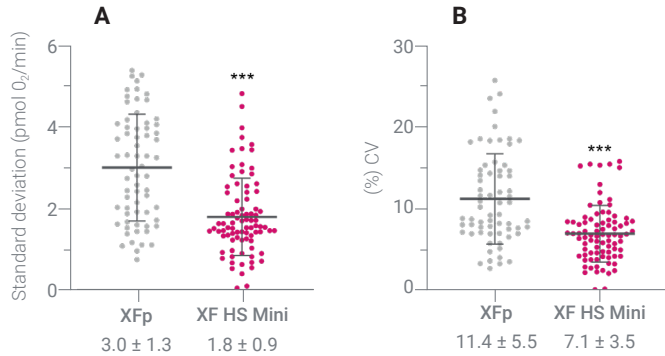 A
Standard deviation (pmol 0₂/min)
6
4
2
0
***
XFp
XF HS Mini
3.0 ± 1.3
1.8 ± 0.9
B
(%) CV
30
20
10
0
***
XFp
XF HS Mini
11.4 ± 5.5
7.1 ± 3.5